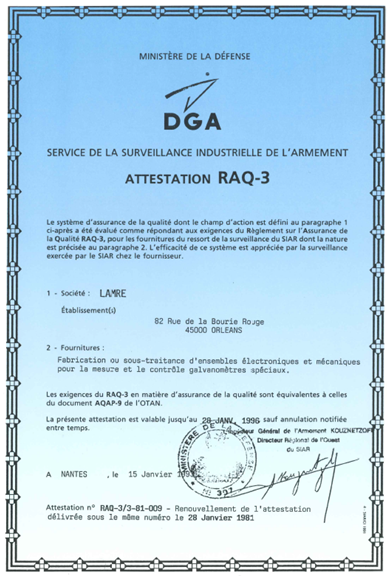 MINISTÈRE DE LA DÉFENSE
DGA
SERVICE DE LA SURVEILLANCE INDUSTRIELLE DE L'ARMEMENT
ATTESTATION RAQ-3
Le système d'assurance de la qualité dont le champ d'action est défini au paragraphe 1
ci-après a été évalué comme répondant aux exigences du Règlement sur l'Assurance de
la Qualité RAQ-3, pour les fournitures du ressort de la surveillance du SIAR dont la nature
est précisée au paragraphe 2. L'efficacité de ce système est appréciée par la surveillance
exercée par le SIAR chez le fournisseur.
1 - Société : LAMRE
Établissement(s)
82 Rue de la Bourie Rouge
45000 ORLEANS
2 - Fournitures :
Fabrication ou sous-traitance d'ensembles électroniques et mécaniques
pour la mesure et le contrôle galvanomètres spéciaux.
Les exigences du RAQ-3 en matière d'assurance de la qualité sont équivalentes à celles
du document AQAP-9 de l'OTAN.
La présente attestation est valable jusqu'au 28 JANV. 1996 sauf annulation notifiée
entre temps.
Général de l'Armement KOUZNETZOFF
Directeur Régional de l'Ouest
du SIAR
MINISTERE DE LA
N° 397
A NANTES , le 15 Janvier
Attestation n° RAQ-3/3-81-009 - Renouvellement de l'attestation
délivrée sous le même numéro le 28 Janvier 1981